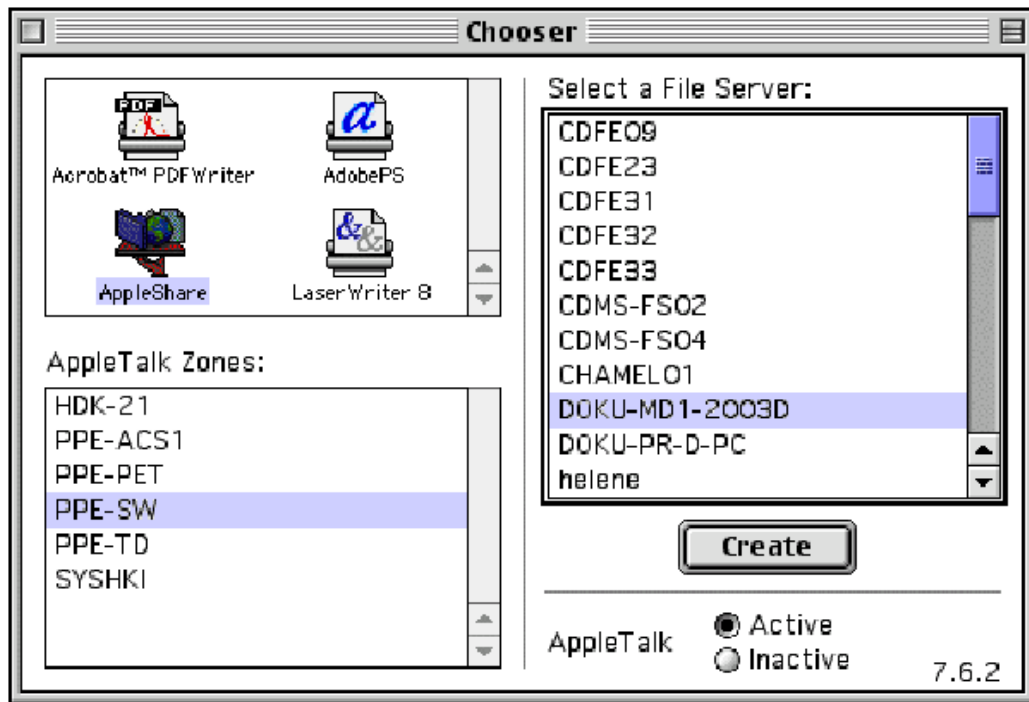 Chooser
PDF
Acrobat™ PDFWriter
a
AdobePS
AppleShare
&&
LaserWriter 8
AppleTalk Zones:
HDK-21
PPE-ACS1
PPE-PET
PPE-SW
PPE-TD
SYSHKI
Select a File Server:
CDFE09
CDFE23
CDFE31
CDFE32
CDFE33
CDMS-FS02
CDMS-FS04
CHAMEL01
DOKU-MD1-2003D
DOKU-PR-D-PC
helene
Create
AppleTalk
Active
Inactive
7.6.2